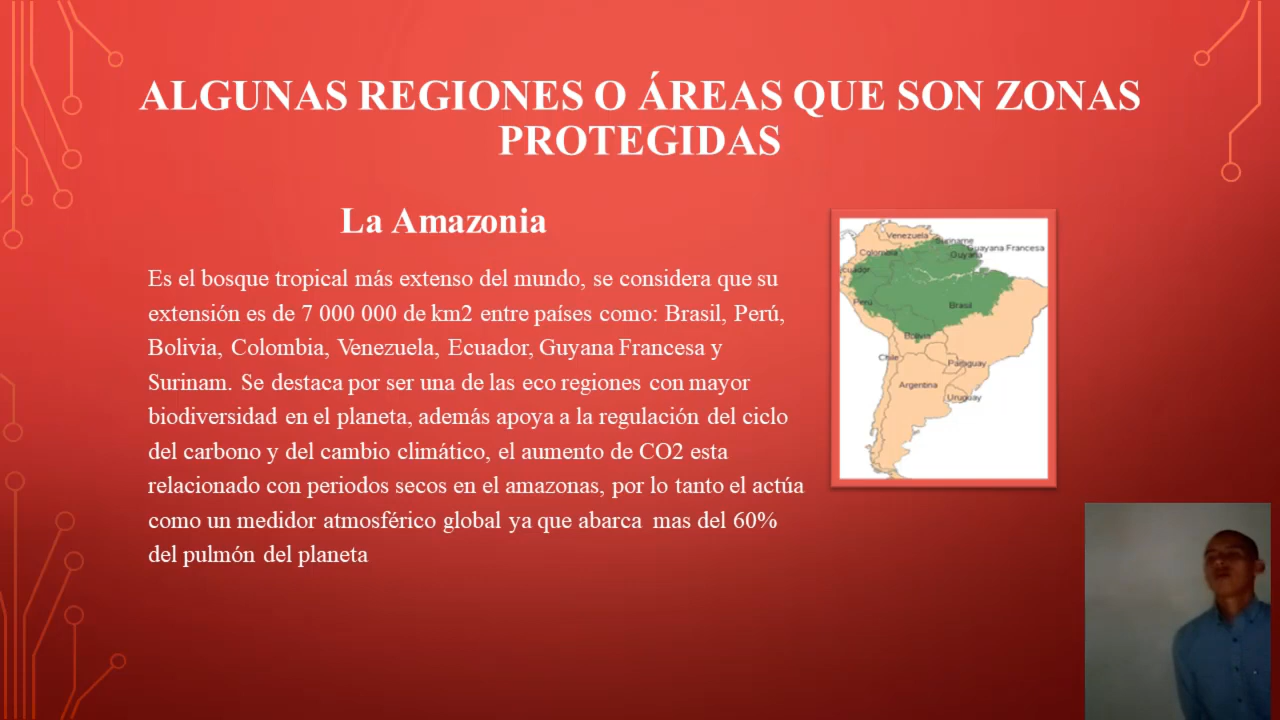 ALGUNAS REGIONES O ÁREAS QUE SON ZONAS
PROTEGIDAS
La Amazonia
Es el bosque tropical más extenso del mundo, se considera que su
extensión es de 7 000 000 de km2 entre países como: Brasil, Perú,
Bolivia, Colombia, Venezuela, Ecuador, Guyana Francesa y
Surinam. Se destaca por ser una de las eco regiones con mayor
biodiversidad en el planeta, además apoya a la regulación del ciclo
del carbono y del cambio climático, el aumento de CO2 esta
relacionado con periodos secos en el amazonas, por lo tanto el actúa
como un medidor atmosférico global ya que abarca mas del 60%
del pulmón del planeta
Venezuela
Suriname
Guayana Francesa
Colombia
Guyana
Ecuador
Perú
Brasil
Bolivia
Chile
Paraguay
Argentina
Uruguay